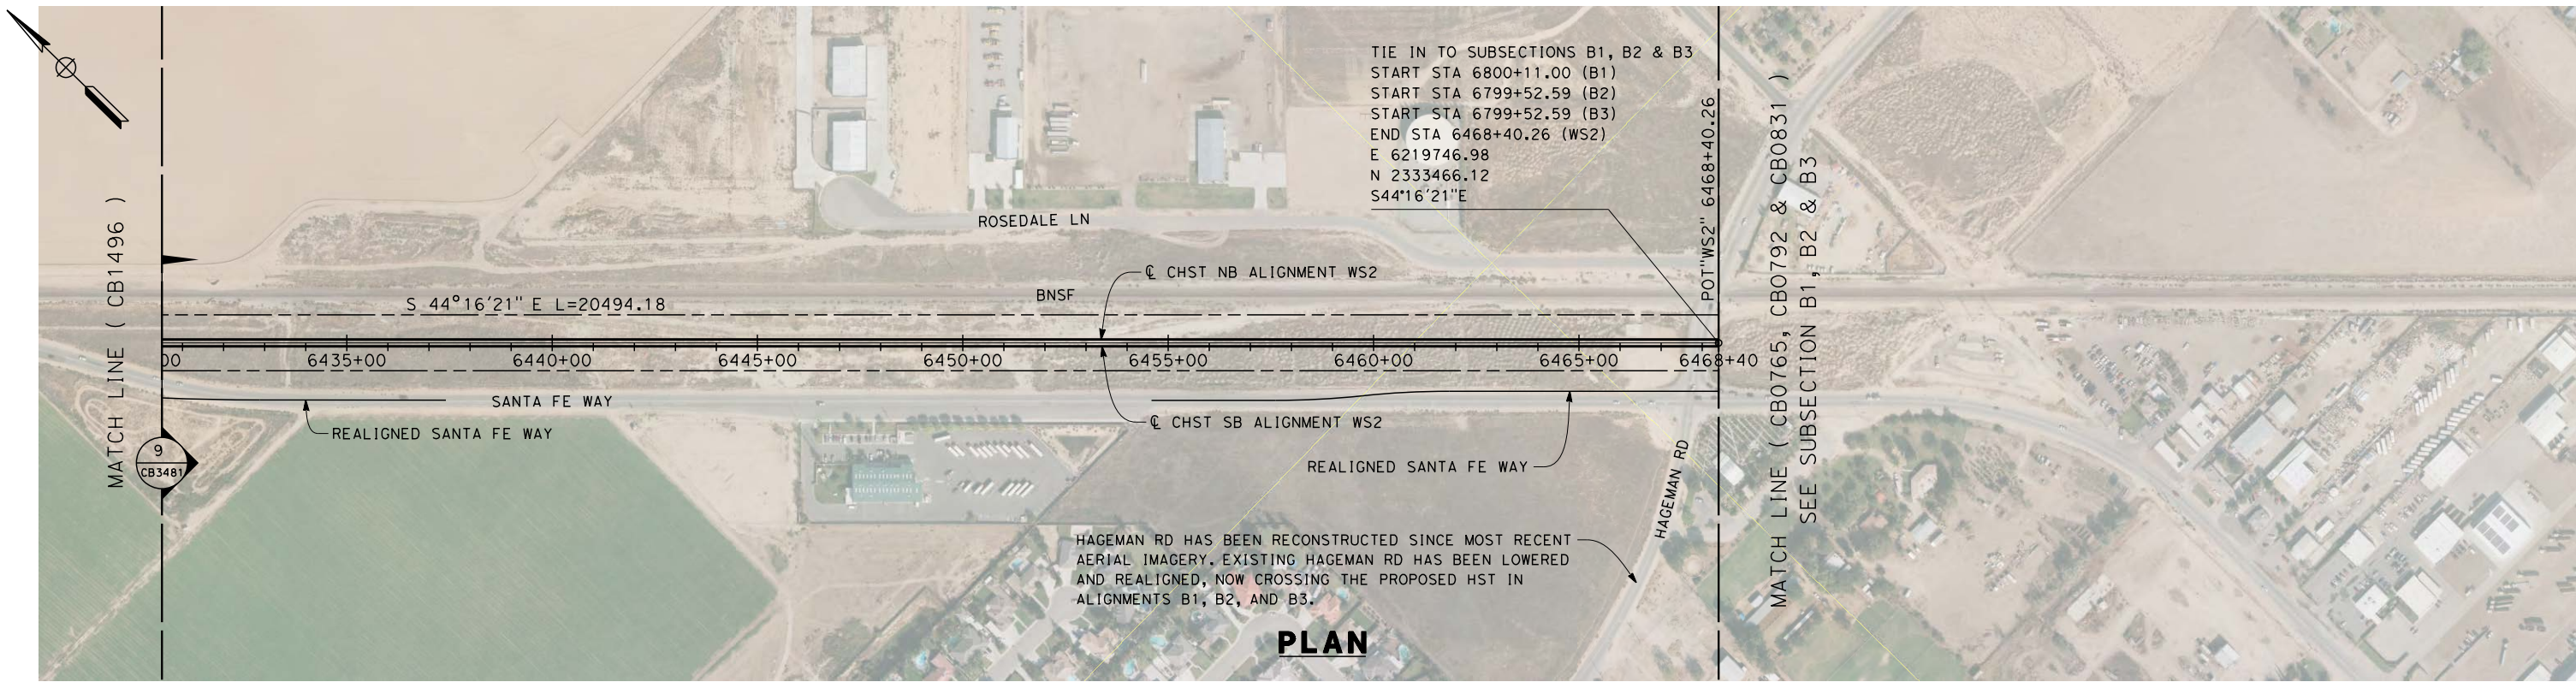 TIE IN TO SUBSECTIONS B1, B2 & B3
START STA 6800+11.00 (B1)
START STA 6799+52.59 (B2)
START STA 6799+52.59 (B3)
END STA 6468+40.26 (WS2)
E 6219746.98
N 2333466.12
S44°16'21"E
POT"WS2" 6468+40.26
MATCH LINE ( CB1496 )
ROSEDALE LN
℄ CHST NB ALIGNMENT WS2
BNSF
S 44°16'21" E L=20494.18
00 6435+00 6440+00 6445+00 6450+00 6455+00 6460+00 6465+00 6468+40
SANTA FE WAY
REALIGNED SANTA FE WAY
℄ CHST SB ALIGNMENT WS2
REALIGNED SANTA FE WAY
9
CB3481
HAGEMAN RD
HAGEMAN RD HAS BEEN RECONSTRUCTED SINCE MOST RECENT
AERIAL IMAGERY. EXISTING HAGEMAN RD HAS BEEN LOWERED
AND REALIGNED, NOW CROSSING THE PROPOSED HST IN
ALIGNMENTS B1, B2, AND B3.
MATCH LINE ( CB0765, CB0792 & CB0831 )
SEE SUBSECTION B1, B2 & B3
PLAN